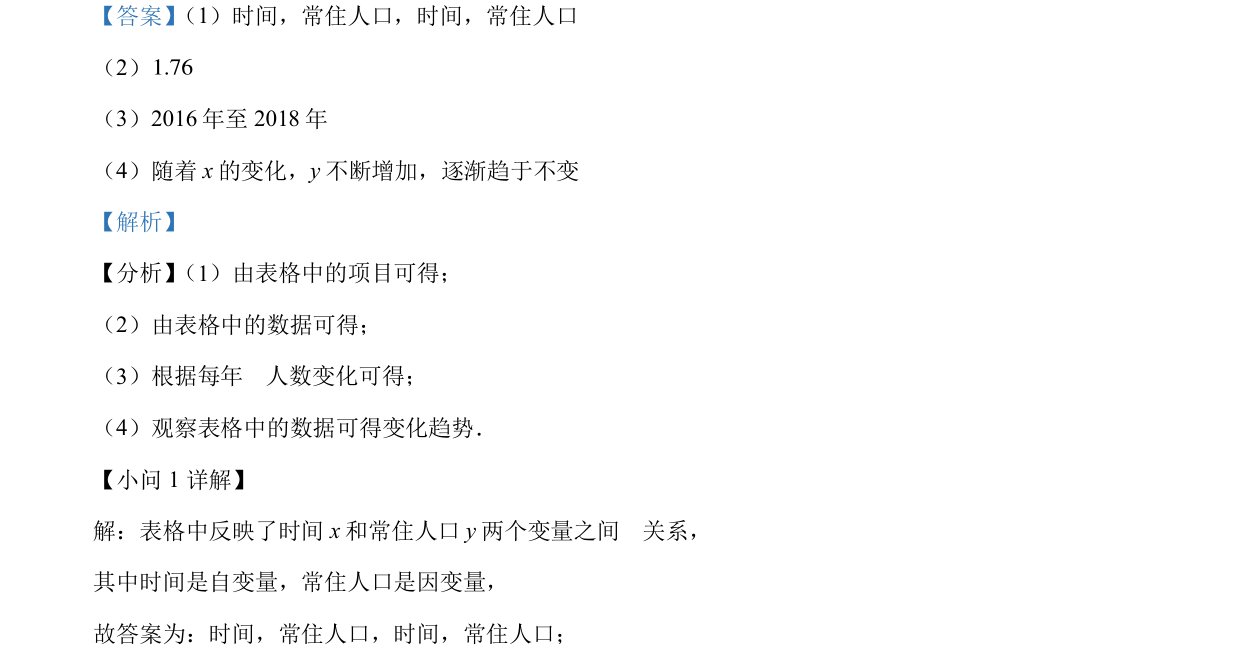 【答案】（1）时间，常住人口，时间，常住人口
（2）1.76
（3）2016 年至 2018 年
（4）随着 x 的变化，y 不断增加，逐渐趋于不变
【解析】
【分析】（1）由表格中的项目可得；
（2）由表格中的数据可得；
（3）根据每年　人数变化可得；
（4）观察表格中的数据可得变化趋势．
【小问 1 详解】
解：表格中反映了时间 x 和常住人口 y 两个变量之间　关系，
其中时间是自变量，常住人口是因变量，
故答案为：时间，常住人口，时间，常住人口；